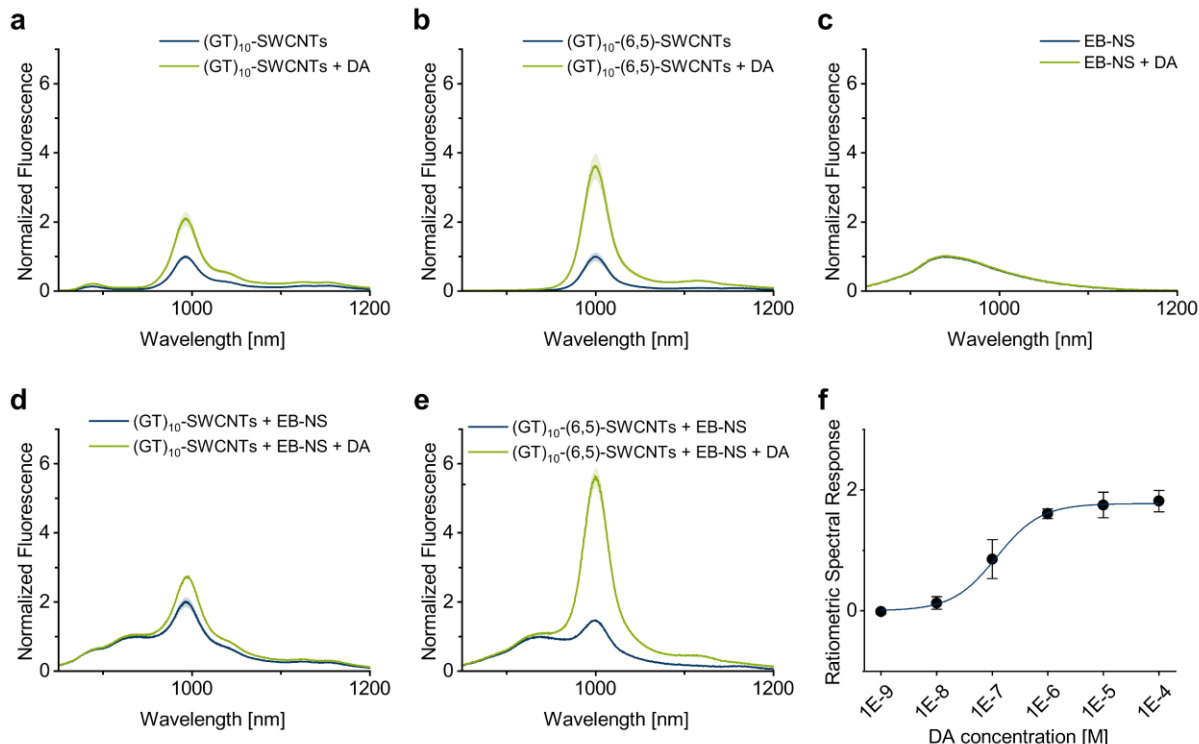 a
(GT)10-SWCNTs
(GT)10-SWCNTs + DA
Normalized Fluorescence
6
4
2
0
1000
1200
Wavelength [nm]
b
(GT)10-(6,5)-SWCNTs
(GT)10-(6,5)-SWCNTs + DA
Normalized Fluorescence
6
4
2
0
1000
1200
Wavelength [nm]
c
EB-NS
EB-NS + DA
Normalized Fluorescence
6
4
2
0
1000
1200
Wavelength [nm]
d
(GT)10-SWCNTs + EB-NS
(GT)10-SWCNTs + EB-NS + DA
Normalized Fluorescence
6
4
2
0
1000
1200
Wavelength [nm]
e
(GT)10-(6,5)-SWCNTs + EB-NS
(GT)10-(6,5)-SWCNTs + EB-NS + DA
Normalized Fluorescence
6
4
2
0
1000
1200
Wavelength [nm]
f
Ratiometric Spectral Response
2
0
1E-9
1E-8
1E-7
1E-6
1E-5
1E-4
DA concentration [M]